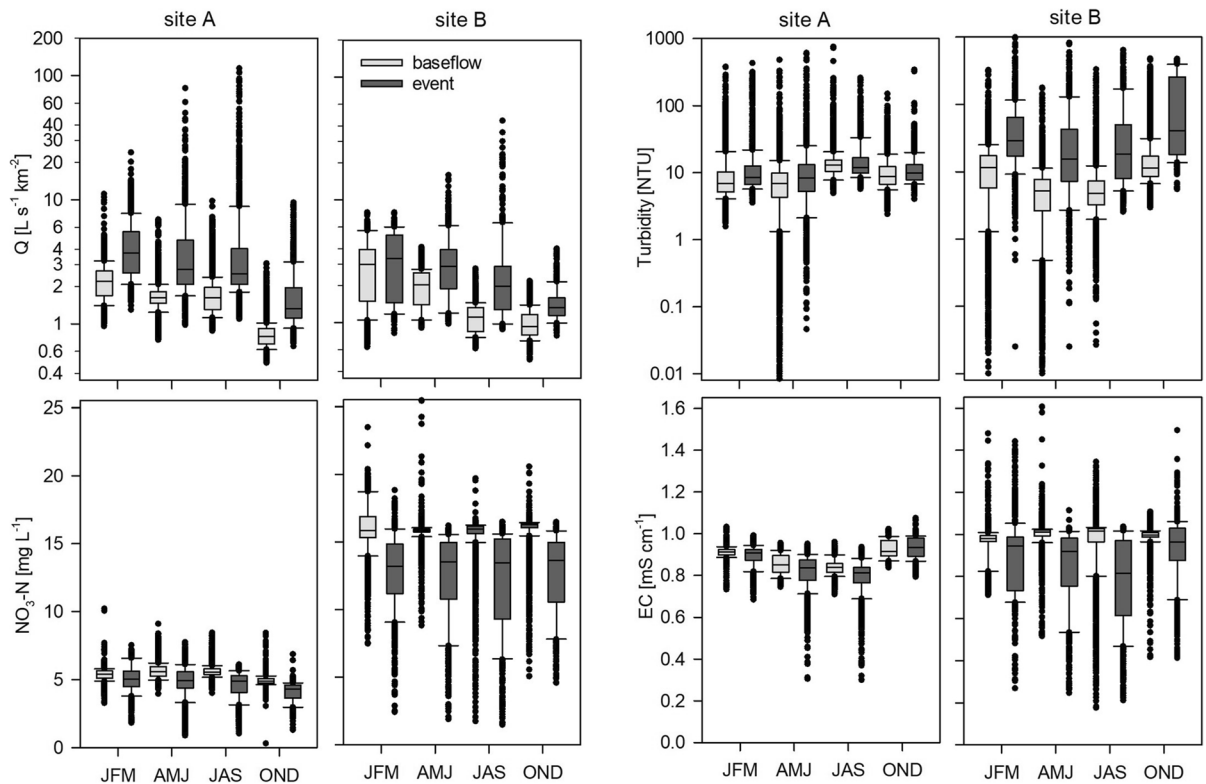 site A
site B
site A
site B
Q [L s⁻¹ km⁻²]
200
100
60
40
30
20
10
6
4
3
2
1
0.6
0.4
baseflow
event
Turbidity [NTU]
1000
100
10
1
0.1
0.01
NO₃-N [mg L⁻¹]
25
20
15
10
5
0
EC [mS cm⁻¹]
1.6
1.4
1.2
1.0
0.8
0.6
0.4
0.2
0.0
JFM AMJ JAS OND
JFM AMJ JAS OND
JFM AMJ JAS OND
JFM AMJ JAS OND